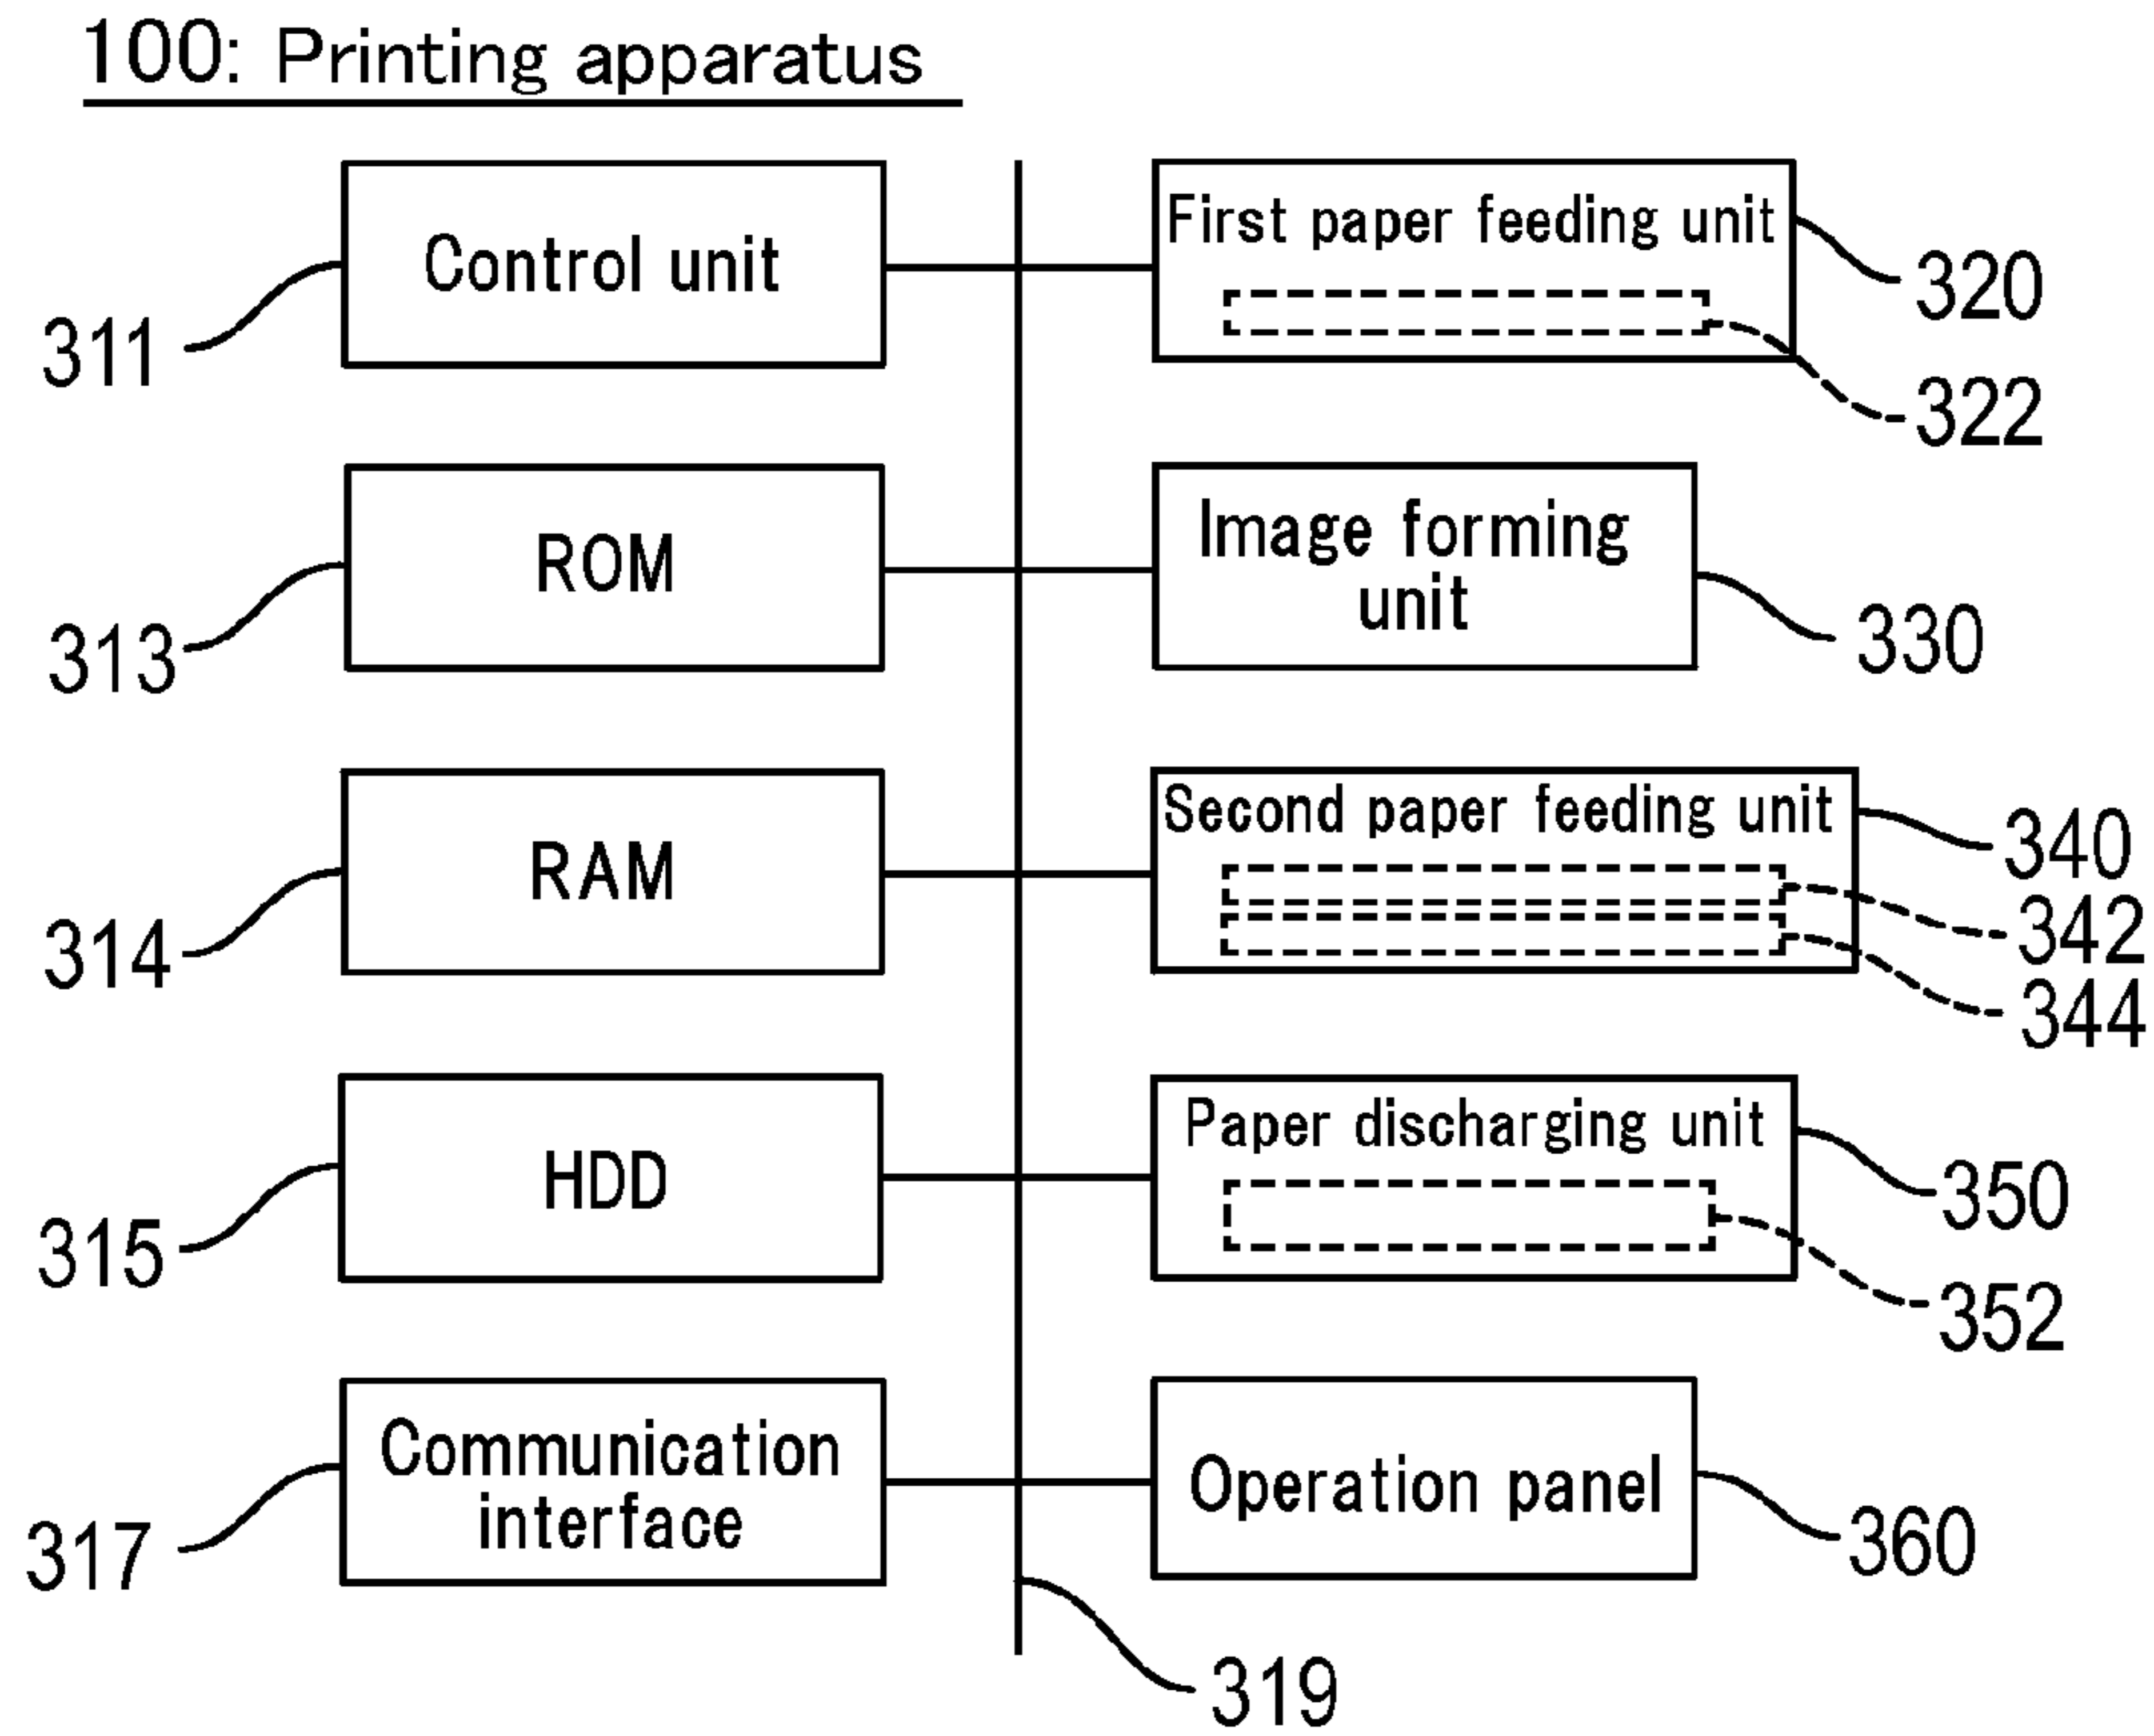 100: Printing apparatus
Control unit
311
First paper feeding unit
320
322
ROM
313
Image forming
unit
330
RAM
314
Second paper feeding unit
340
342
344
HDD
315
Paper discharging unit
350
352
Communication
interface
317
Operation panel
360
319